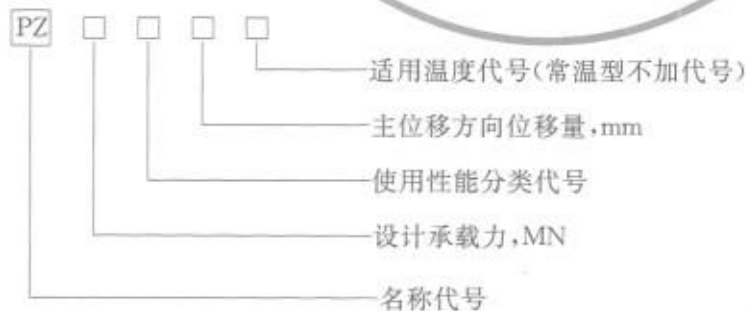 PZ □ □ □ □
适用温度代号(常温型不加代号)
主位移方向位移量,mm
使用性能分类代号
设计承载力,MN
名称代号